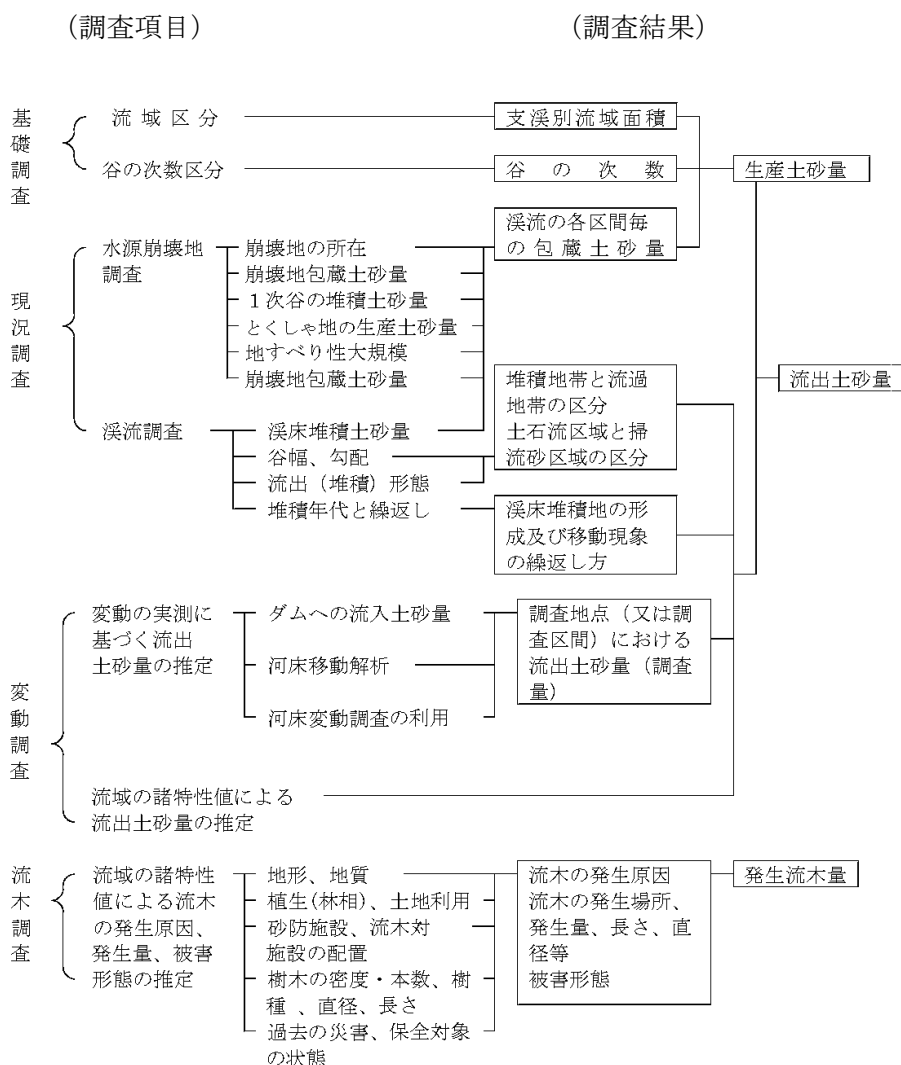 (調査項目)
(調査結果)
基礎調査
流域区分
支渓別流域面積
谷の次数区分
谷の次数
生産土砂量
渓流の各区間毎
の包蔵土砂量
現況調査
水源崩壊地
調査
崩壊地の所在
崩壊地包蔵土砂量
１次谷の堆積土砂量
とくしゃ地の生産土砂量
地すべり性大規模
崩壊地包蔵土砂量
堆積地帯と流過
地帯の区分
土石流区域と掃
流砂区域の区分
流出土砂量
渓流調査
渓床堆積土砂量
谷幅、勾配
流出（堆積）形態
堆積年代と繰返し
渓床堆積地の形
成及び移動現象
の繰返し方
変動調査
変動の実測に
基づく流出
土砂量の推定
ダムへの流入土砂量
河床移動解析
河床変動調査の利用
調査地点（又は調
査区間）における
流出土砂量（調査
量）
流域の諸特性値による
流出土砂量の推定
流木調査
流域の諸特性
値による流木
の発生原因、
発生量、被害
形態の推定
地形、地質
植生(林相)、土地利用
砂防施設、流木対
施設の配置
樹木の密度・本数、樹
種 、直径、長さ
過去の災害、保全対象
の状態
流木の発生原因
流木の発生場所、
発生量、長さ、直
径等
被害形態
発生流木量